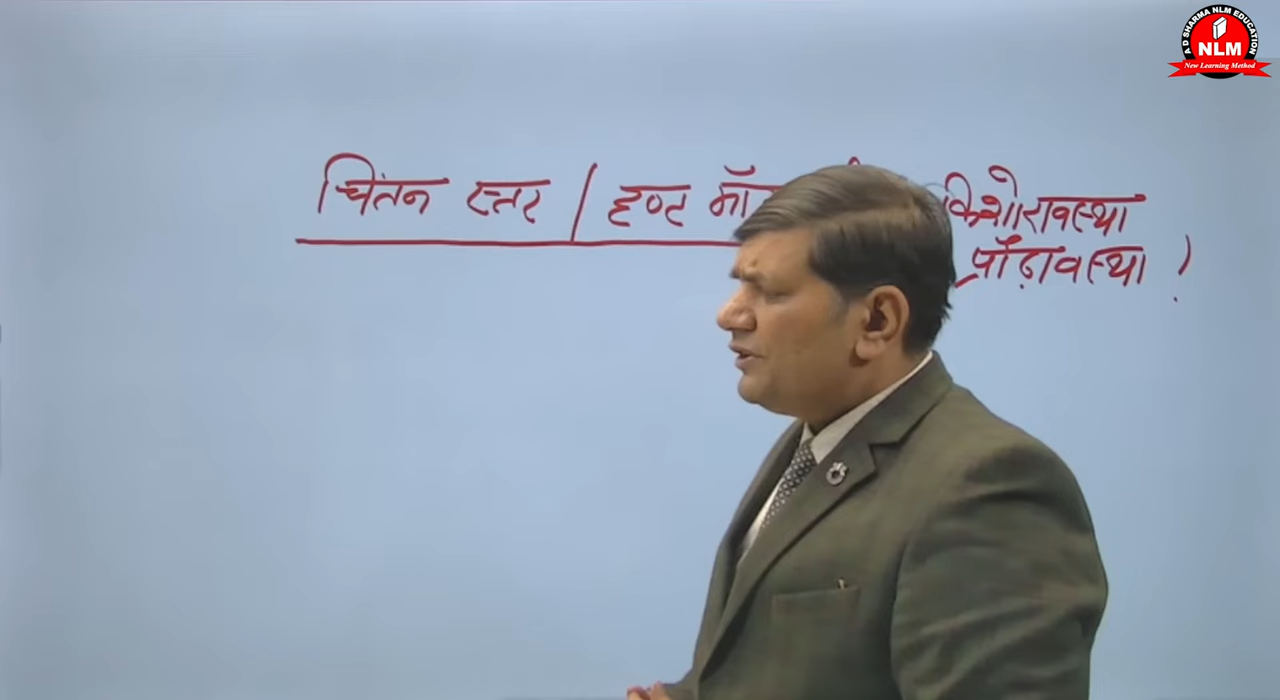 A D SHARMA NLM EDUCATION
NLM
New Learning Method
चिंतन स्तर / हण्ट किशोरावस्था
प्रौढ़ावस्था )